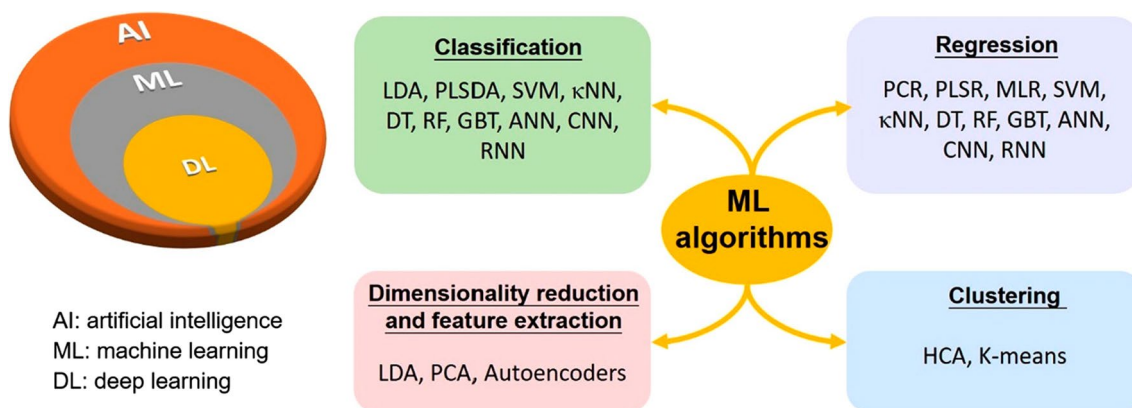 AI
ML
DL
AI: artificial intelligence
ML: machine learning
DL: deep learning
Classification
LDA, PLSDA, SVM, κNN,
DT, RF, GBT, ANN, CNN,
RNN
Regression
PCR, PLSR, MLR, SVM,
κNN, DT, RF, GBT, ANN,
CNN, RNN
ML
algorithms
Dimensionality reduction
and feature extraction
LDA, PCA, Autoencoders
Clustering
HCA, K-means